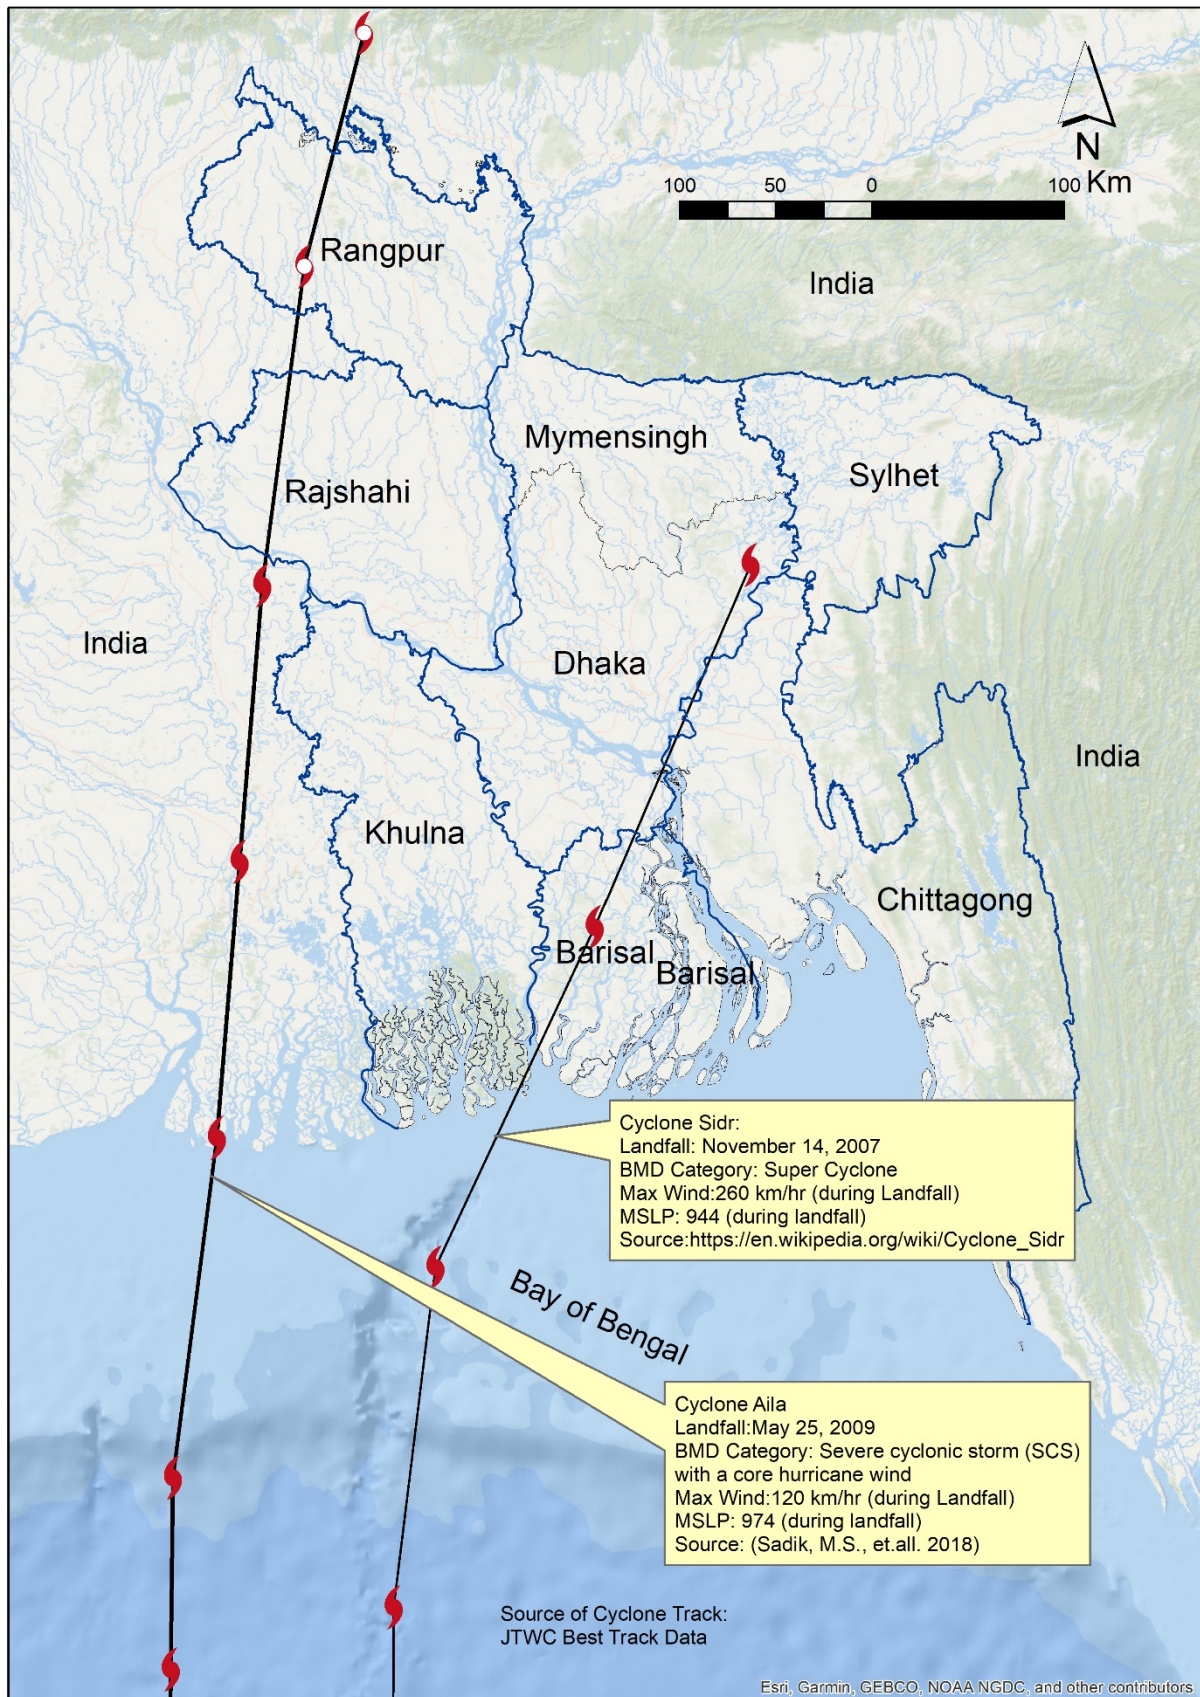 N
100 50 0 100 Km
Rangpur
India
Mymensingh
Sylhet
Rajshahi
India
Dhaka
India
Khulna
Chittagong
Barisal
Barisal
Cyclone Sidr:
Landfall: November 14, 2007
BMD Category: Super Cyclone
Max Wind:260 km/hr (during Landfall)
MSLP: 944 (during landfall)
Source:https://en.wikipedia.org/wiki/Cyclone_Sidr
Bay of Bengal
Cyclone Aila
Landfall:May 25, 2009
BMD Category: Severe cyclonic storm (SCS)
with a core hurricane wind
Max Wind:120 km/hr (during Landfall)
MSLP: 974 (during landfall)
Source: (Sadik, M.S., et.all. 2018)
Source of Cyclone Track:
JTWC Best Track Data
Esri, Garmin, GEBCO, NOAA NGDC, and other contributors